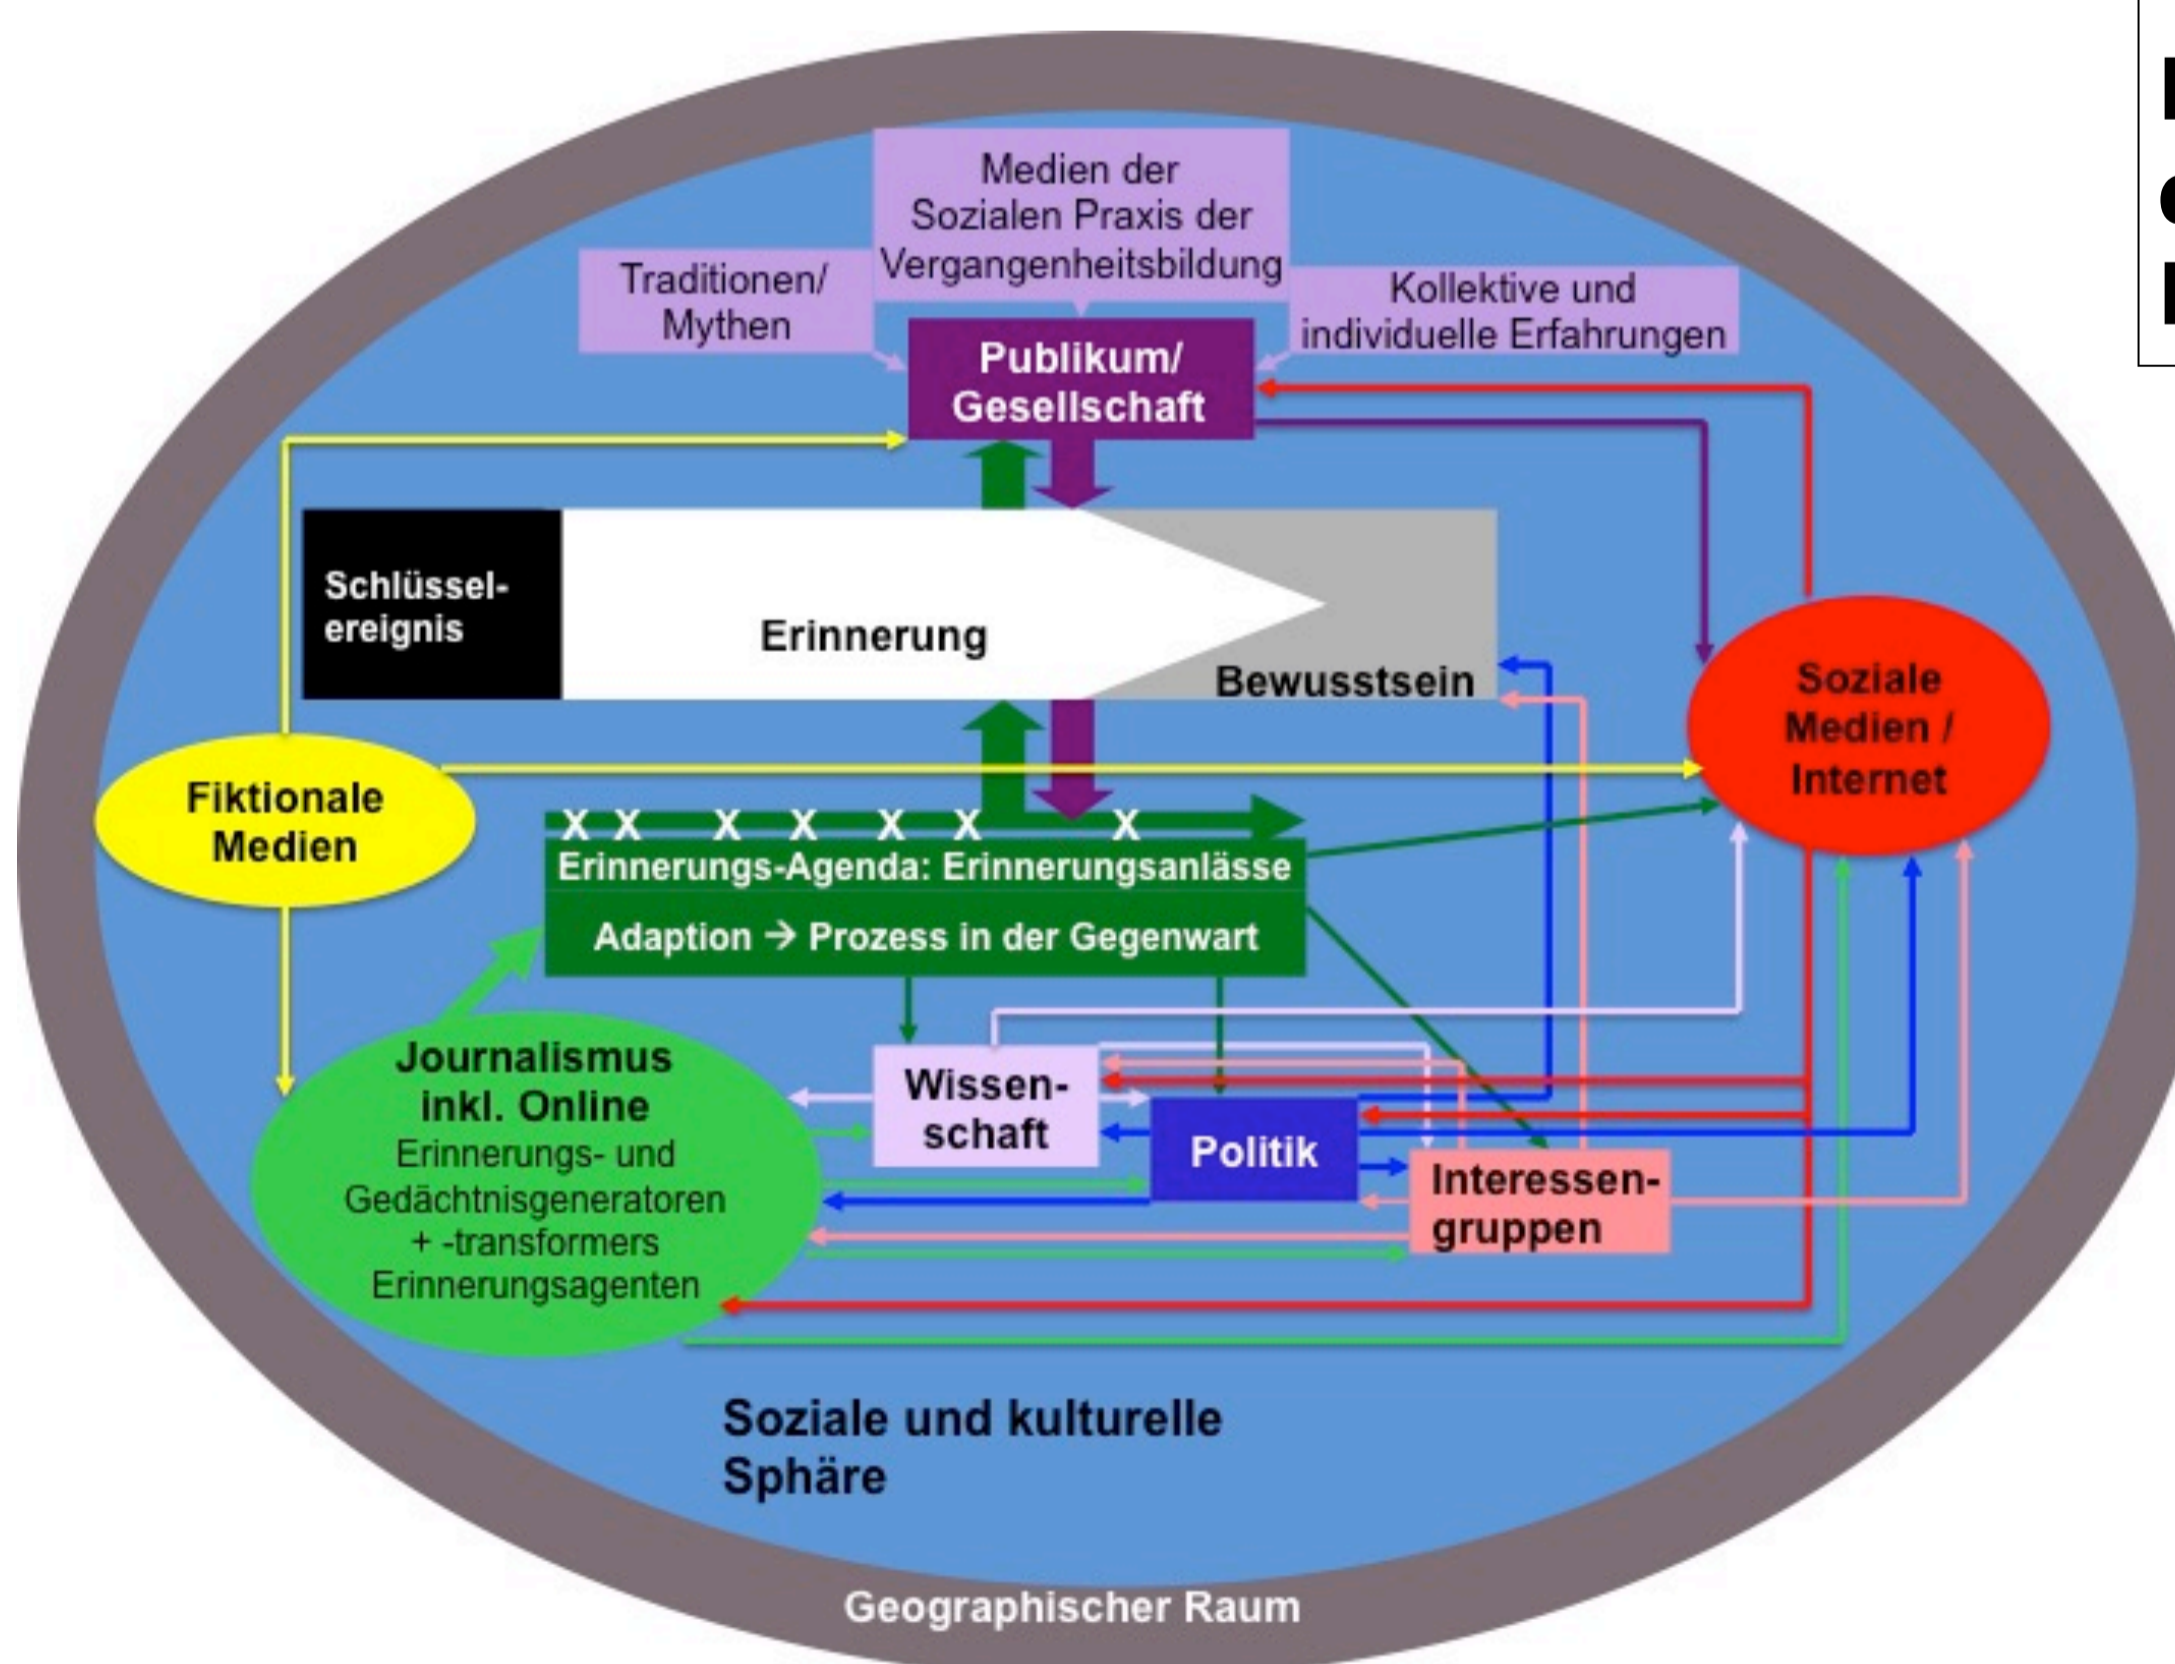 Medien der
Sozialen Praxis der
Vergangenheitsbildung
Traditionen/
Mythen
Kollektive und
individuelle Erfahrungen
Publikum/
Gesellschaft
Schlüssel-
ereignis
Erinnerung
Bewusstsein
Soziale
Medien /
Internet
Fiktionale
Medien
X X X X X X X
Erinnerungs-Agenda: Erinnerungsanlässe
Adaption → Prozess in der Gegenwart
Journalismus
inkl. Online
Erinnerungs- und
Gedächtnisgeneratoren
+ -transformers
Erinnerungsagenten
Wissen-
schaft
Politik
Interessen-
gruppen
Soziale und kulturelle
Sphäre
Geographischer Raum